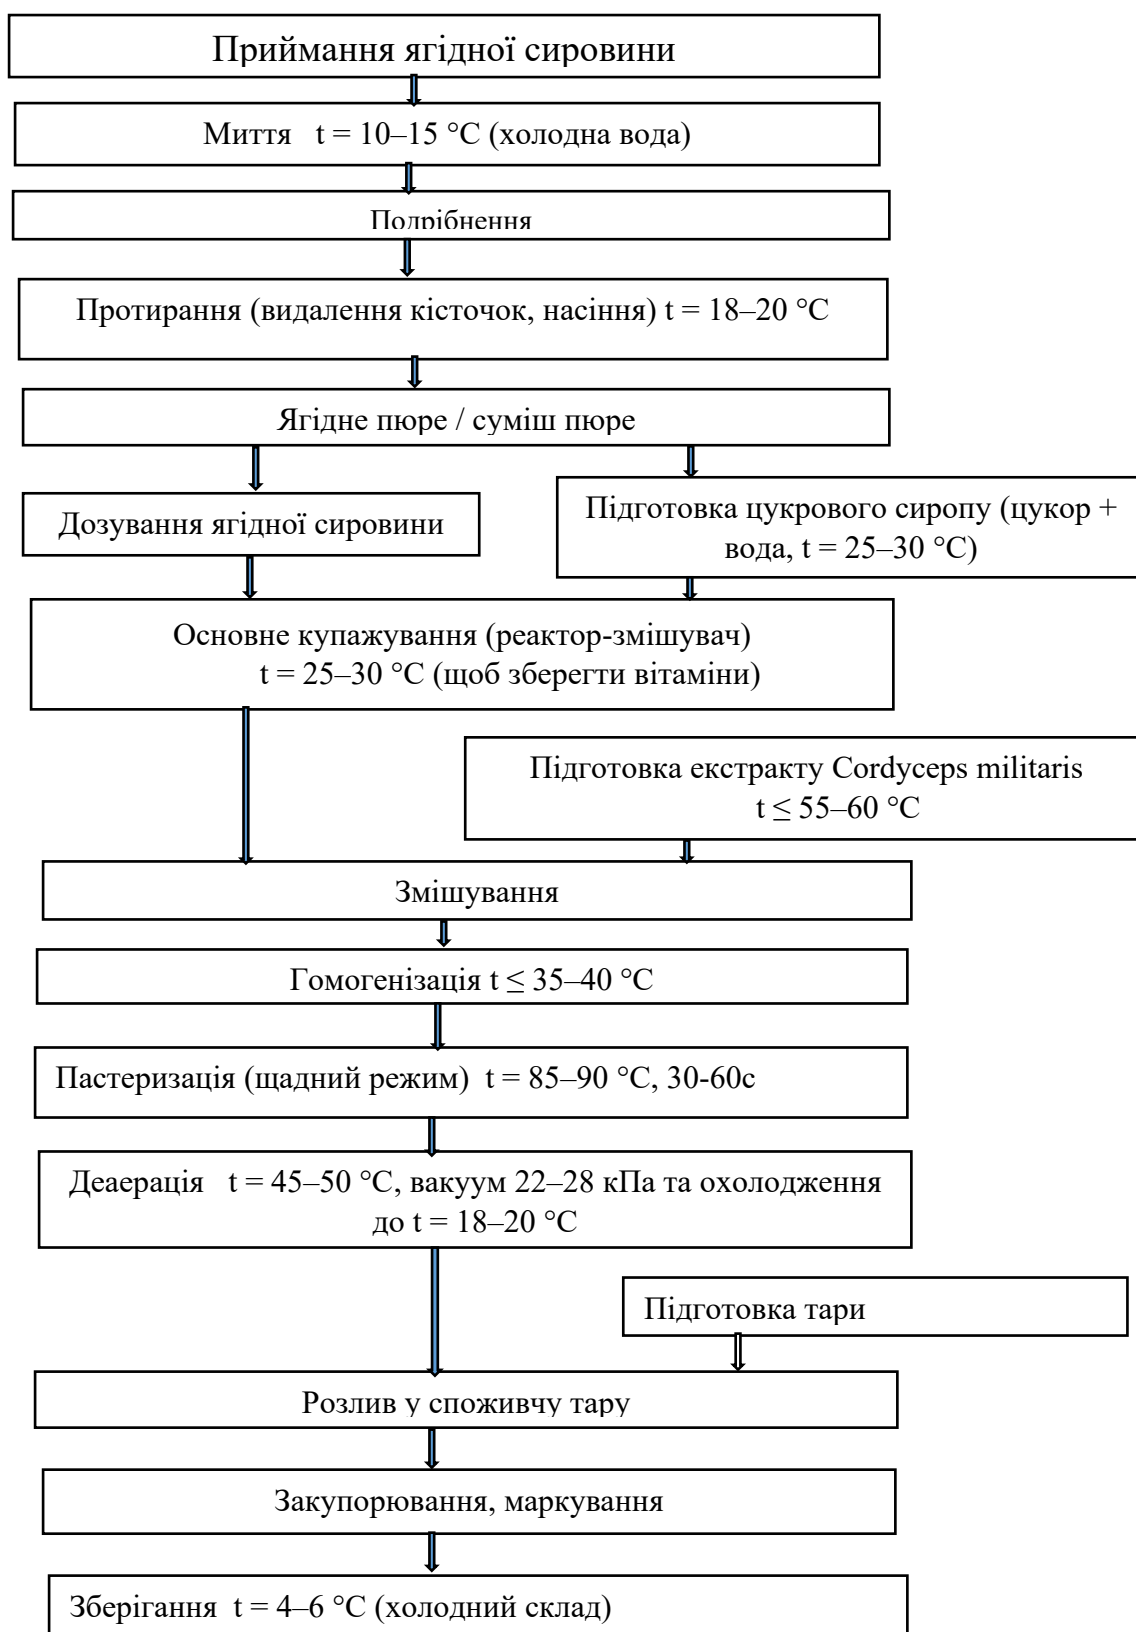 Приймання ягідної сировини
Миття t = 10–15 °C (холодна вода)
Подрібнення
Протирання (видалення кісточок, насіння) t = 18–20 °C
Ягідне пюре / суміш пюре
Дозування ягідної сировини
Підготовка цукрового сиропу (цукор +
вода, t = 25–30 °C)
Основне купажування (реактор-змішувач)
t = 25–30 °C (щоб зберегти вітаміни)
Підготовка екстракту Cordyceps militaris
t ≤ 55–60 °C
Змішування
Гомогенізація t ≤ 35–40 °C
Пастеризація (щадний режим) t = 85–90 °C, 30-60с
Деаерація t = 45–50 °C, вакуум 22–28 кПа та охолодження
до t = 18–20 °C
Підготовка тари
Розлив у споживчу тару
Закупорювання, маркування
Зберігання t = 4–6 °C (холодний склад)